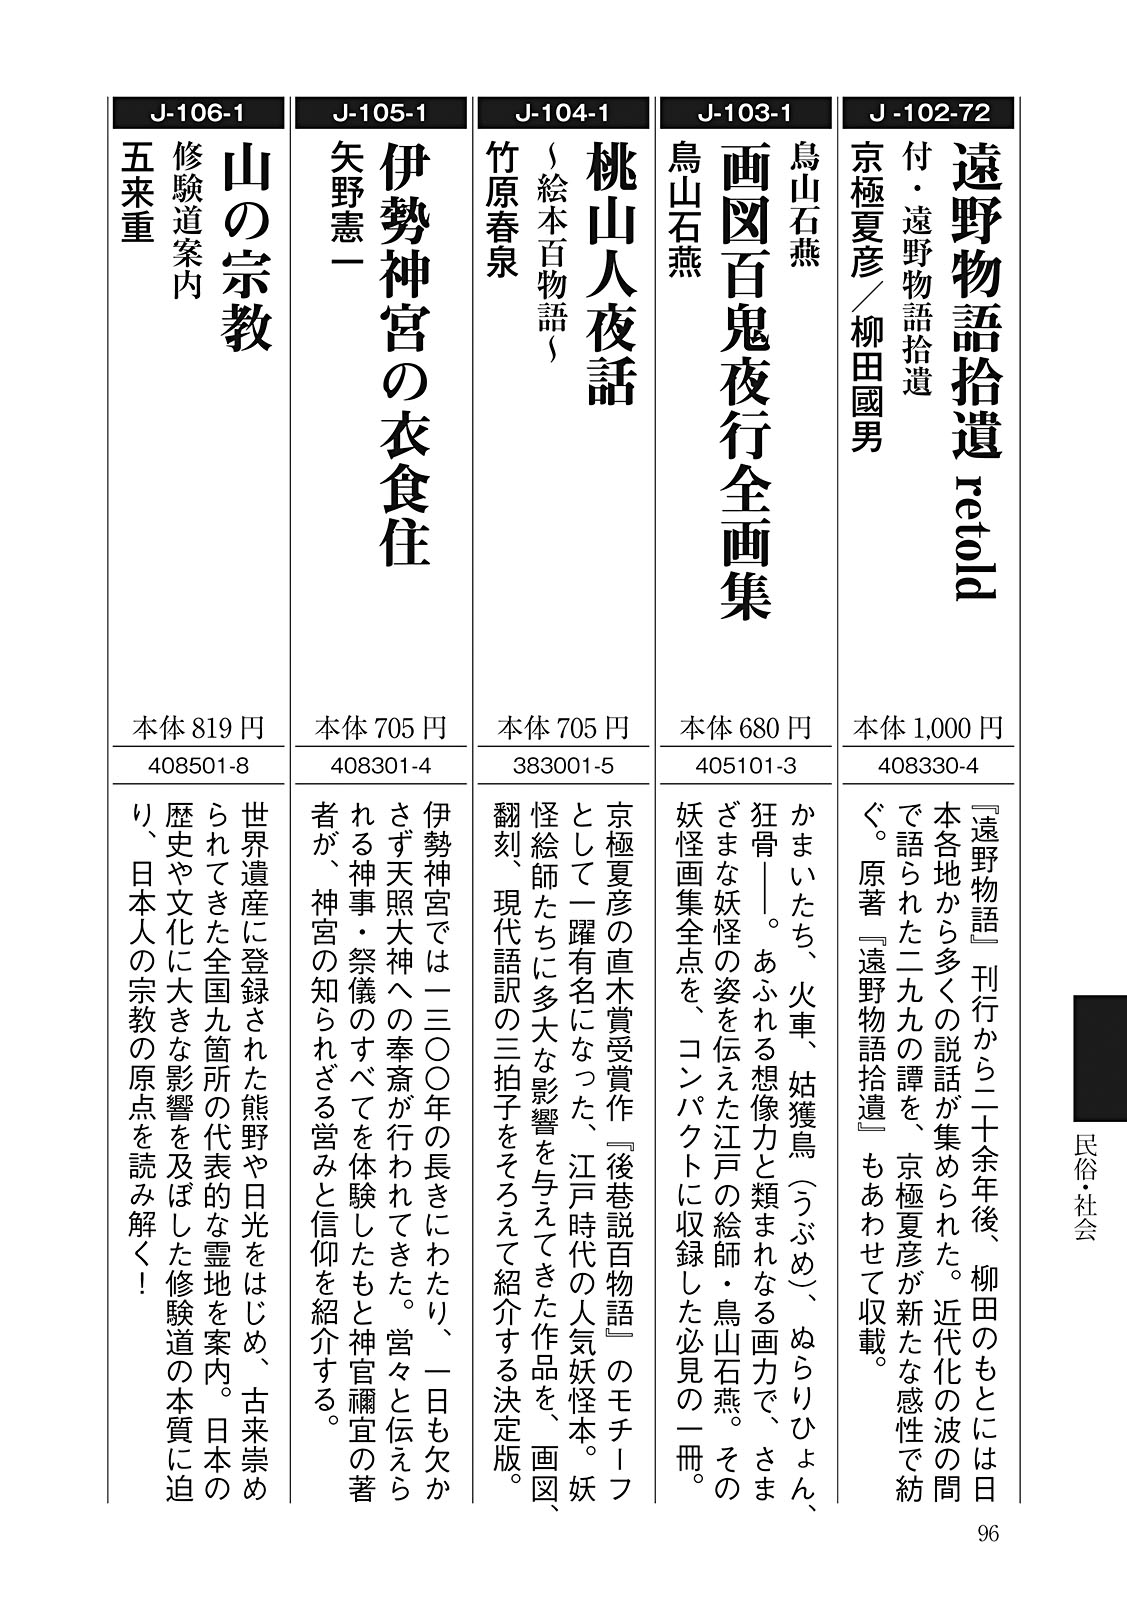 J-102-72
遠野物語拾遺 retold
付・遠野物語拾遺
京極夏彦／柳田國男
本体 1,000 円
408330-4
『遠野物語』刊行から二十余年後、柳田のもとには日
本各地から多くの説話が集められた。近代化の波の間
で語られた二九九の譚を、京極夏彦が新たな感性で紡
ぐ。原著『遠野物語拾遺』もあわせて収載。
J-103-1
鳥山石燕
画図百鬼夜行全画集
鳥山石燕
本体 680 円
405101-3
かまいたち、火車、姑獲鳥（うぶめ）、ぬらりひょん、
狂骨――。あふれる想像力と類まれなる画力で、さま
ざまな妖怪の姿を伝えた江戸の絵師・鳥山石燕。その
妖怪画集全点を、コンパクトに収録した必見の一冊。
J-104-1
桃山人夜話
～絵本百物語～
竹原春泉
本体 705 円
383001-5
京極夏彦の直木賞受賞作『後巷説百物語』のモチーフ
として一躍有名になった、江戸時代の人気妖怪本。妖
怪絵師たちに多大な影響を与えてきた作品を、画図、
翻刻、現代語訳の三拍子をそろえて紹介する決定版。
J-105-1
伊勢神宮の衣食住
矢野憲一
本体 705 円
408301-4
伊勢神宮では一三〇〇年の長きにわたり、一日も欠か
さず天照大神への奉斎が行われてきた。営々と伝えら
れる神事・祭儀のすべてを体験したもと神官禰宜の著
者が、神宮の知られざる営みと信仰を紹介する。
J-106-1
山の宗教
修験道案内
五来重
本体 819 円
408501-8
世界遺産に登録された熊野や日光をはじめ、古来崇め
られてきた全国九箇所の代表的な霊地を案内。日本の
歴史や文化に大きな影響を及ぼした修験道の本質に迫
り、日本人の宗教の原点を読み解く！
民俗・社会
96